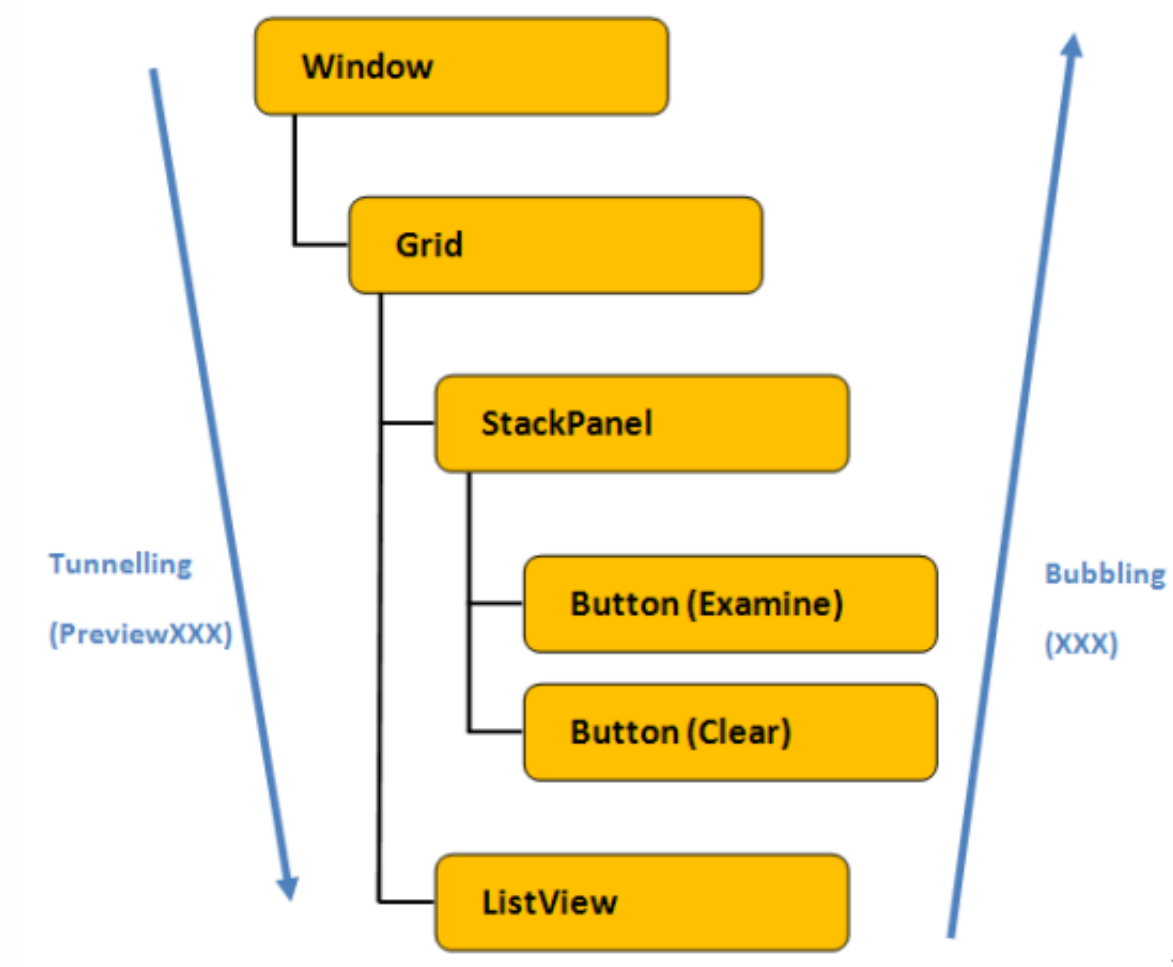 Window
Grid
StackPanel
Tunnelling
(PreviewXXX)
Button (Examine)
Bubbling
(XXX)
Button (Clear)
ListView